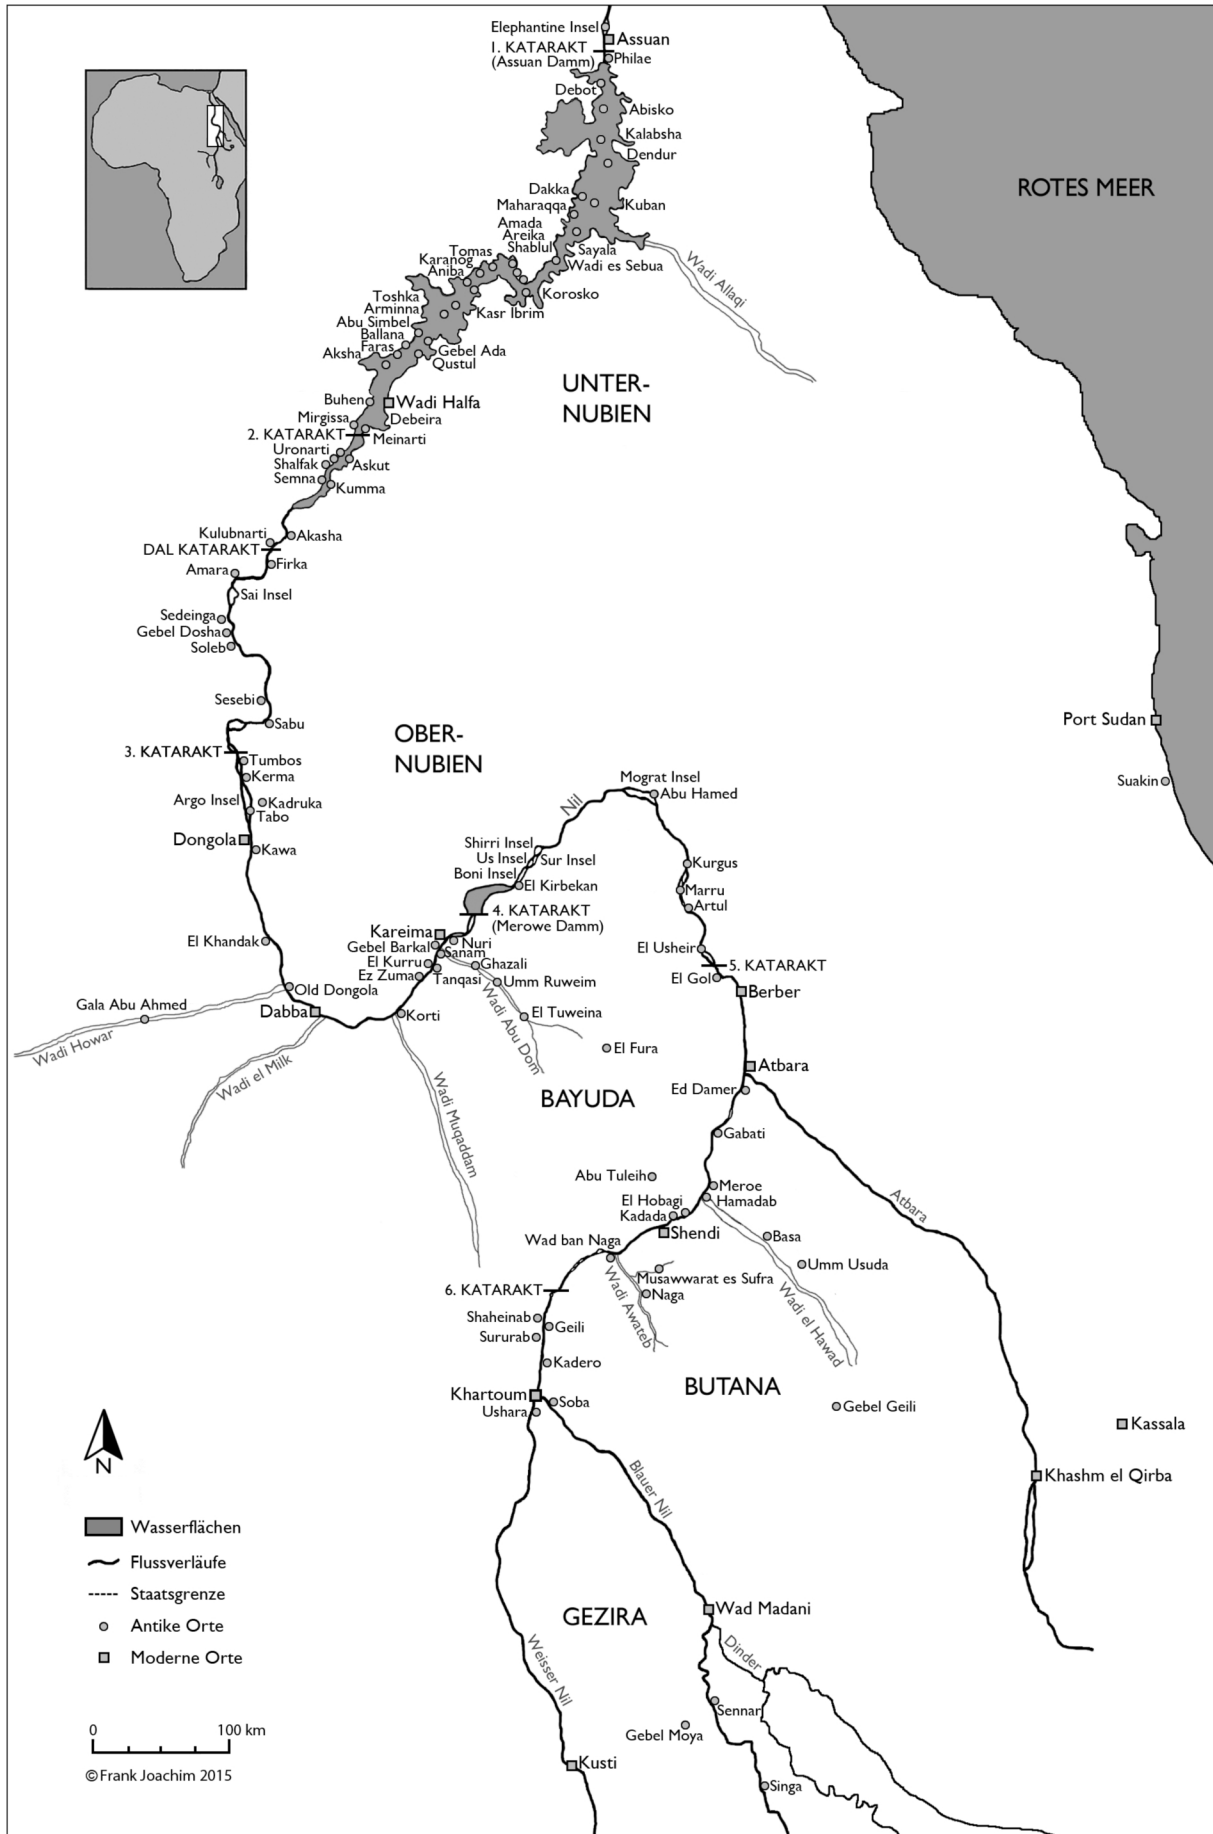 Elephantine Insel
Assuan
1. KATARAKT
(Assuan Damm)
Philae
Debot
Abisko
Kalabsha
Dendur
ROTES MEER
Dakka
Maharaqqa
Kuban
Amada
Areika
Shablul
Sayala
Tomas
Karanog
Aniba
Wadi es Sebua
Wadi Allaqi
Korosko
Toshka
Arminna
Kasr Ibrim
Abu Simbel
Ballana
Faras
Aksha
Gebel Ada
Qustul
UNTER-
NUBIEN
Buhen
Wadi Halfa
Mirgissa
Debeira
2. KATARAKT
Meinarti
Uronarti
Shalfak
Askut
Semna
Kumma
Kulubnarti
Akasha
DAL KATARAKT
Firka
Amara
Sai Insel
Sedeinga
Gebel Dosha
Soleb
Sesebi
Sabu
Port Sudan
OBER-
NUBIEN
3. KATARAKT
Tumbos
Kerma
Mograt Insel
Abu Hamed
Suakin
Argo Insel
Kadruka
Tabo
Nil
Dongola
Kawa
Shirri Insel
Us Insel
Sur Insel
Boni Insel
El Kirbekan
Kurgus
Marru
Artul
4. KATARAKT
(Merowe Damm)
Kareima
Nuri
Gebel Barkal
Sanam
El Khandak
El Kurru
Ghazali
Ez Zuma
Tanqasi
Umm Ruweim
El Usheir
5. KATARAKT
El Gol
Berber
Old Dongola
Gala Abu Ahmed
Dabba
Korti
El Tuweina
Wadi Howar
Wadi el Milk
Wadi Abu Dom
El Fura
Wadi Muqaddam
BAYUDA
Atbara
Ed Damer
Gabati
Abu Tuleih
Meroe
Hamadab
El Hobagi
Kadada
Shendi
Atbara
Basa
Wad ban Naga
Umm Usuda
Musawwarat es Sufra
Naga
Wadi Awateb
Wadi el Hawad
6. KATARAKT
Shaheinab
Geili
Sururab
Kadero
BUTANA
Khartoum
Soba
Ushara
Gebel Geili
Kassala
Khashm el Qirba
Blauer Nil
N
Wasserflächen
Flussverläufe
Staatsgrenze
Antike Orte
Moderne Orte
GEZIRA
Wad Madani
Weisser Nil
Dinder
Sennar
Gebel Moya
Kusti
Singa
0 100 km
© Frank Joachim 2015